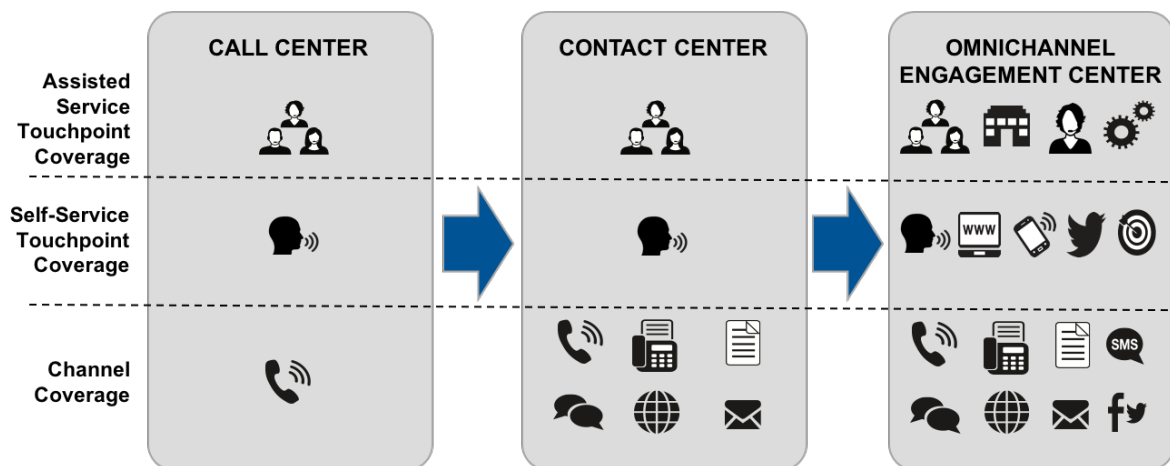 CALL CENTER
CONTACT CENTER
OMNICHANNEL
ENGAGEMENT CENTER
Assisted
Service
Touchpoint
Coverage
Self-Service
Touchpoint
Coverage
WWW
Channel
Coverage
SMS